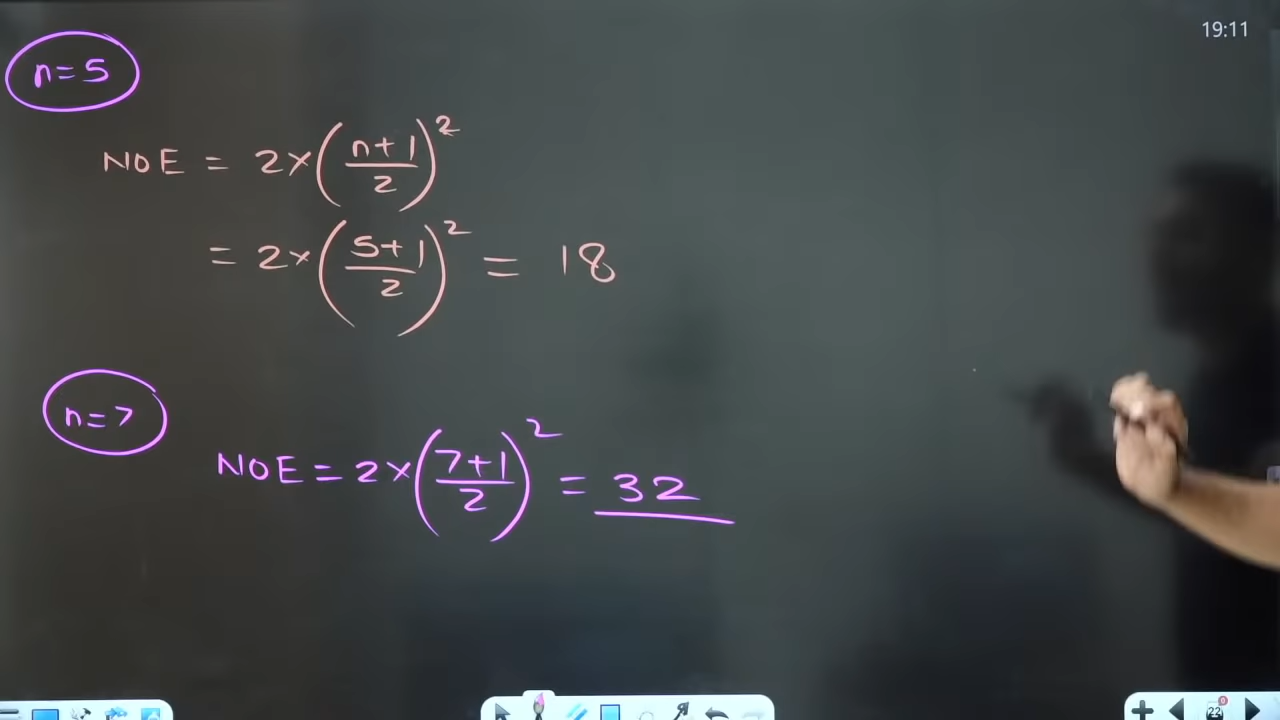 19:11
n=5
NOE = 2×((n+1)/2)²
= 2×((5+1)/2)² = 18
n=7
NOE = 2×((7+1)/2)² = 32
22